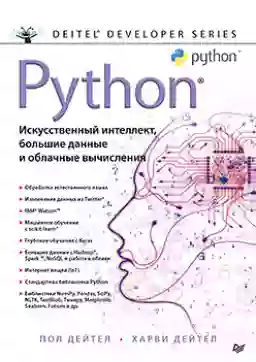 DEITEL® DEVELOPER SERIES
python™
Python®
Искусственный интеллект,
большие данные
и облачные вычисления
Обработка естественного языка
Извлечение данных из Twitter®
IBM® Watson™
Машинное обучение
с scikit-learn®
Глубокое обучение с Keras
Большие данные с Hadoop®,
Spark™, NoSQL и работа в облаке
Интернет вещей (IoT)
Стандартная библиотека Python
Библиотеки NumPy, Pandas, SciPy,
NLTK, TextBlob, Tweepy, Matplotlib,
Seaborn, Folium и др.
ПОЛ ДЕЙТЕЛ • ХАРВИ ДЕЙТЕЛ